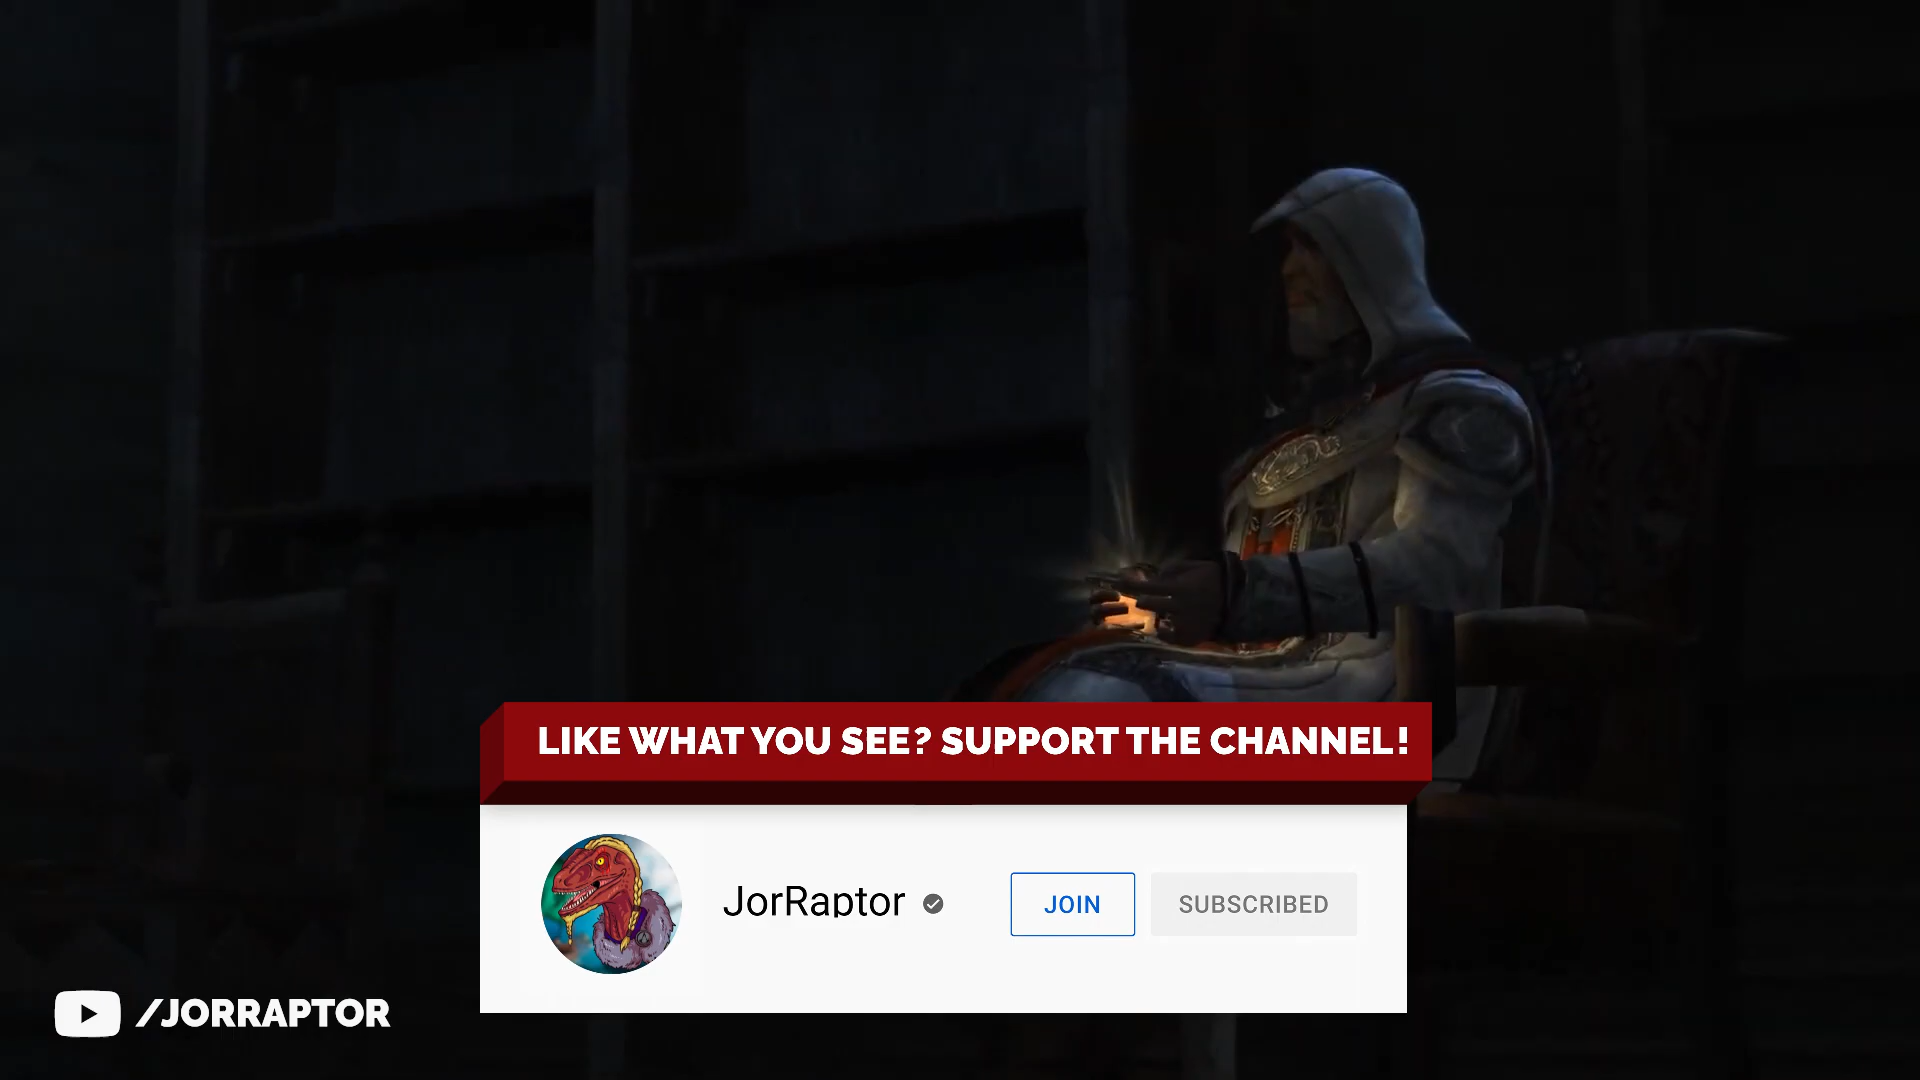 LIKE WHAT YOU SEE? SUPPORT THE CHANNEL!
JorRaptor
JOIN
SUBSCRIBED
/JORRAPTOR